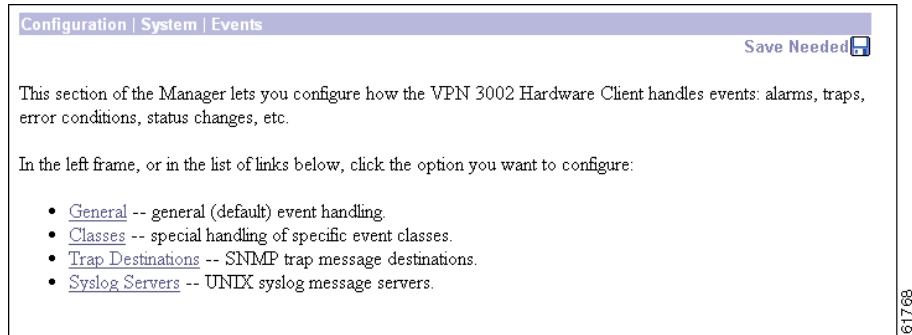 Configuration | System | Events
Save Needed
This section of the Manager lets you configure how the VPN 3002 Hardware Client handles events: alarms, traps,
error conditions, status changes, etc.
In the left frame, or in the list of links below, click the option you want to configure:
• General -- general (default) event handling.
• Classes -- special handling of specific event classes.
• Trap Destinations -- SNMP trap message destinations.
• Syslog Servers -- UNIX syslog message servers.
61768